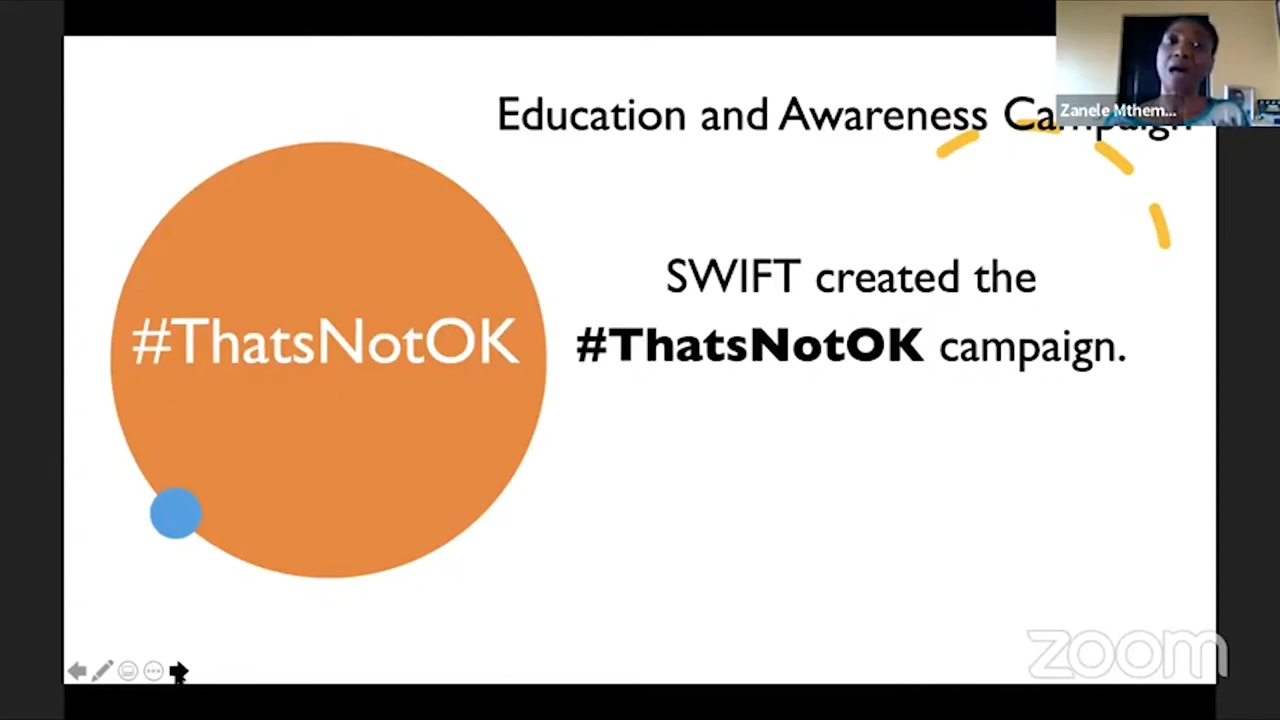 Zanele Mthem...
Education and Awareness Campaign
#ThatsNotOK
SWIFT created the
#ThatsNotOK campaign.
zoom